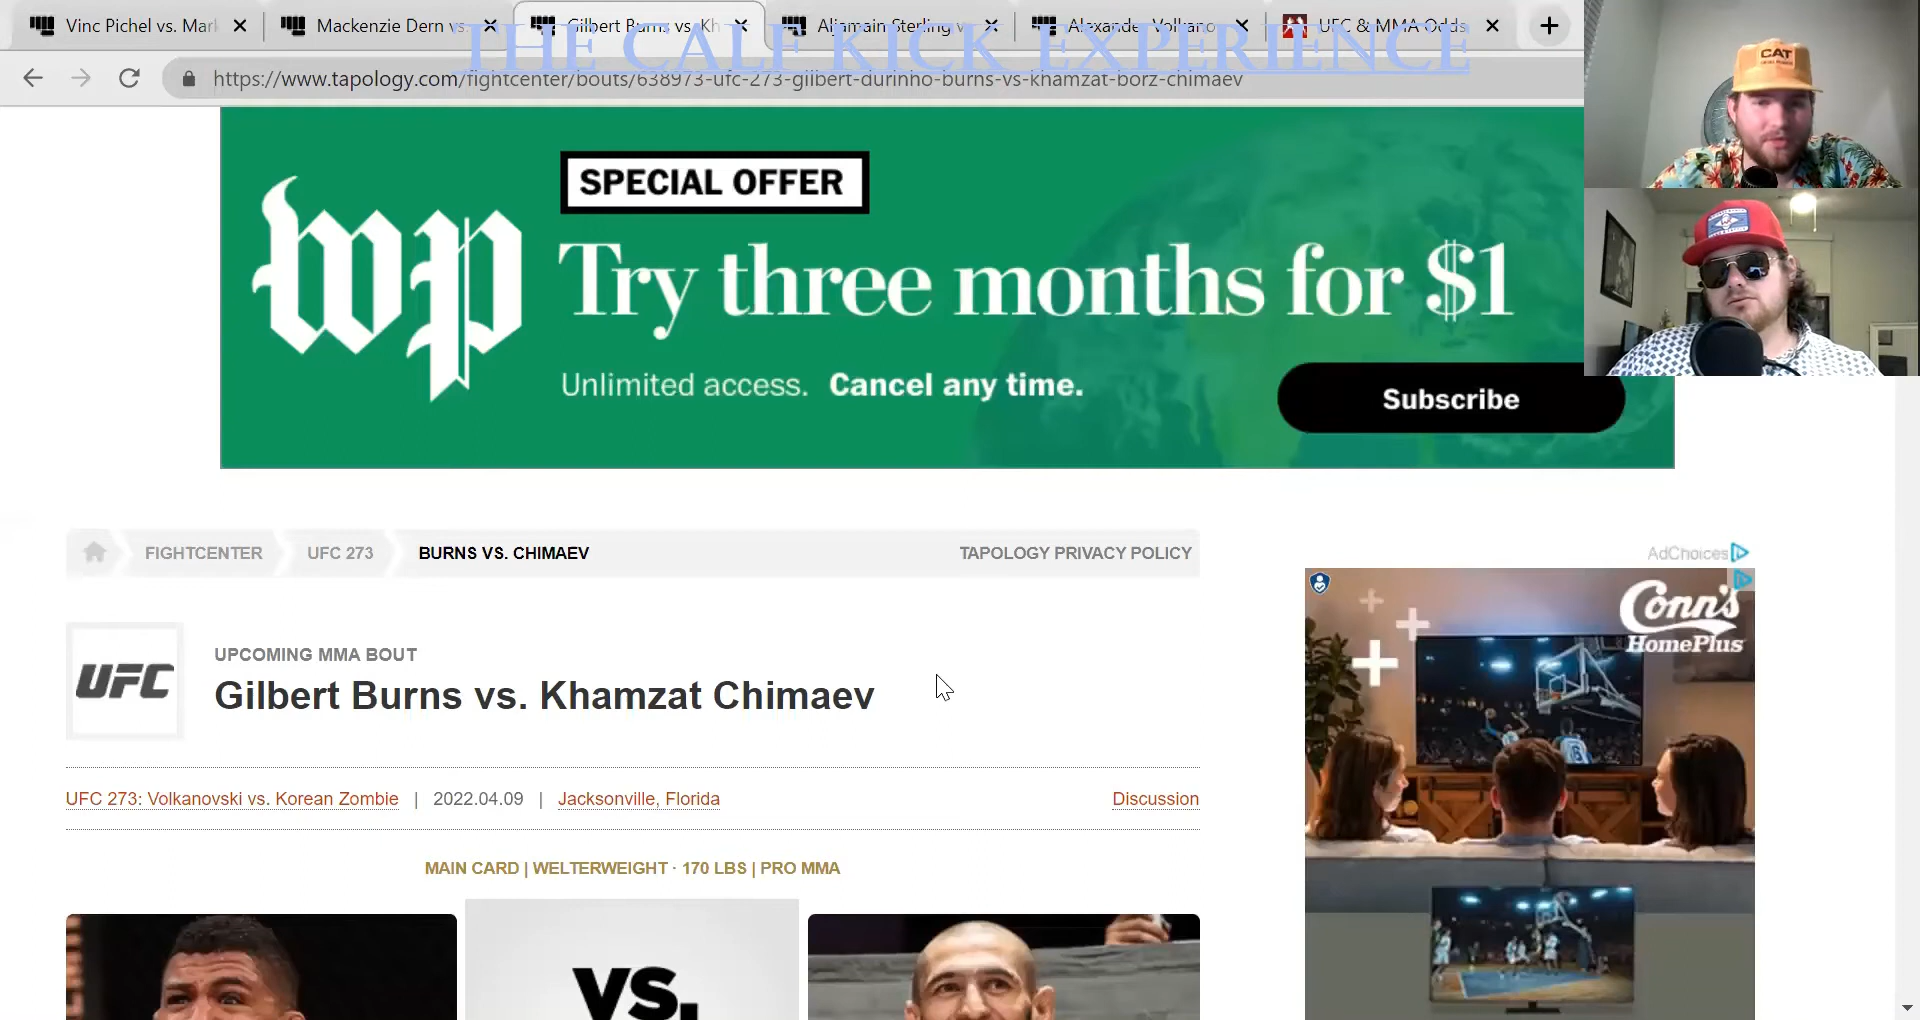 Vinc Pichel vs. Mark
Mackenzie Dern vs.
Gilbert Burns vs. Kh
Aljamain Sterling v
Alexander Volkano
UFC & MMA Odds
THE CALF KICK EXPERIENCE
https://www.tapology.com/fightcenter/bouts/638973-ufc-273-gilbert-durinho-burns-vs-khamzat-borz-chimaev
CAT
wp
SPECIAL OFFER
Try three months for $1
Unlimited access. Cancel any time.
Subscribe
FIGHTCENTER
UFC 273
BURNS VS. CHIMAEV
TAPOLOGY PRIVACY POLICY
AdChoices
Conn's
HomePlus
UFC
UPCOMING MMA BOUT
Gilbert Burns vs. Khamzat Chimaev
UFC 273: Volkanovski vs. Korean Zombie | 2022.04.09 | Jacksonville, Florida
Discussion
MAIN CARD | WELTERWEIGHT · 170 LBS | PRO MMA
VS.